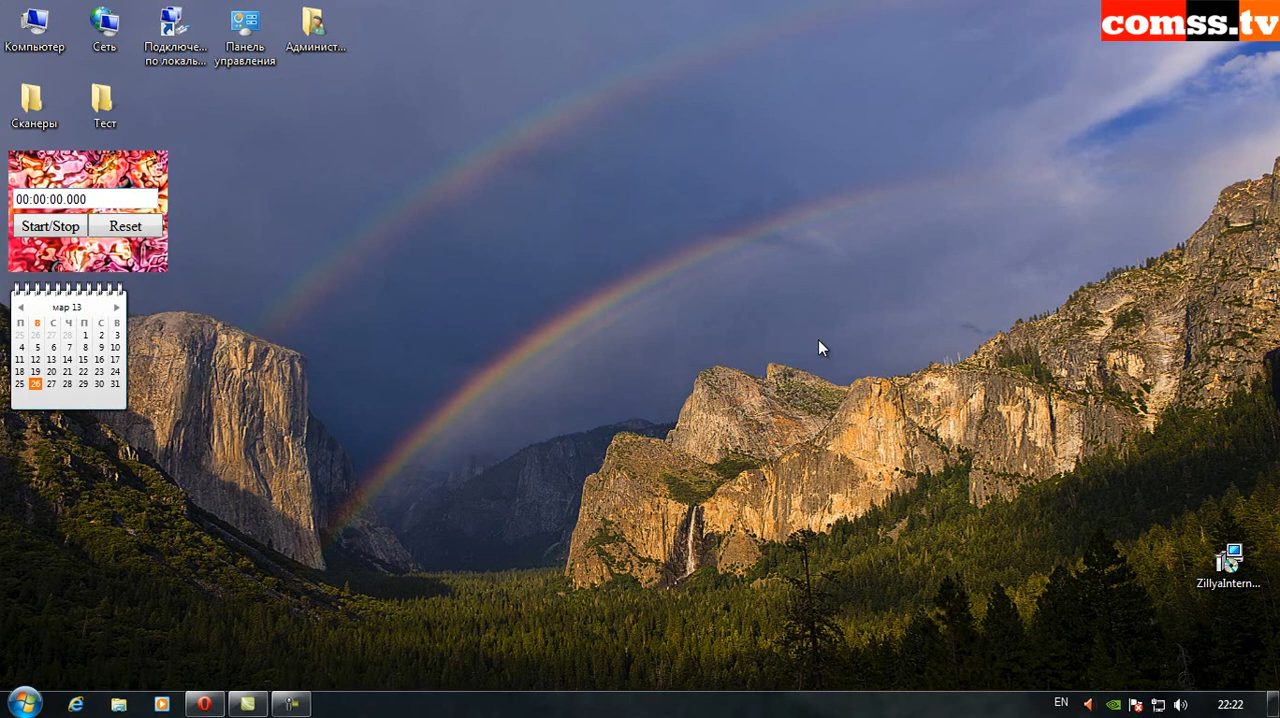 comss.tv
Компьютер
Сеть
Подключе...
по локаль...
Панель
управления
Админист...
Сканеры
Тест
00:00:00.000
Start/Stop
Reset
мар 13
П В С Ч П С В
25 26 27 28 1 2 3
4 5 6 7 8 9 10
11 12 13 14 15 16 17
18 19 20 21 22 23 24
25 26 27 28 29 30 31
ZillyaIntern...
EN
22:22